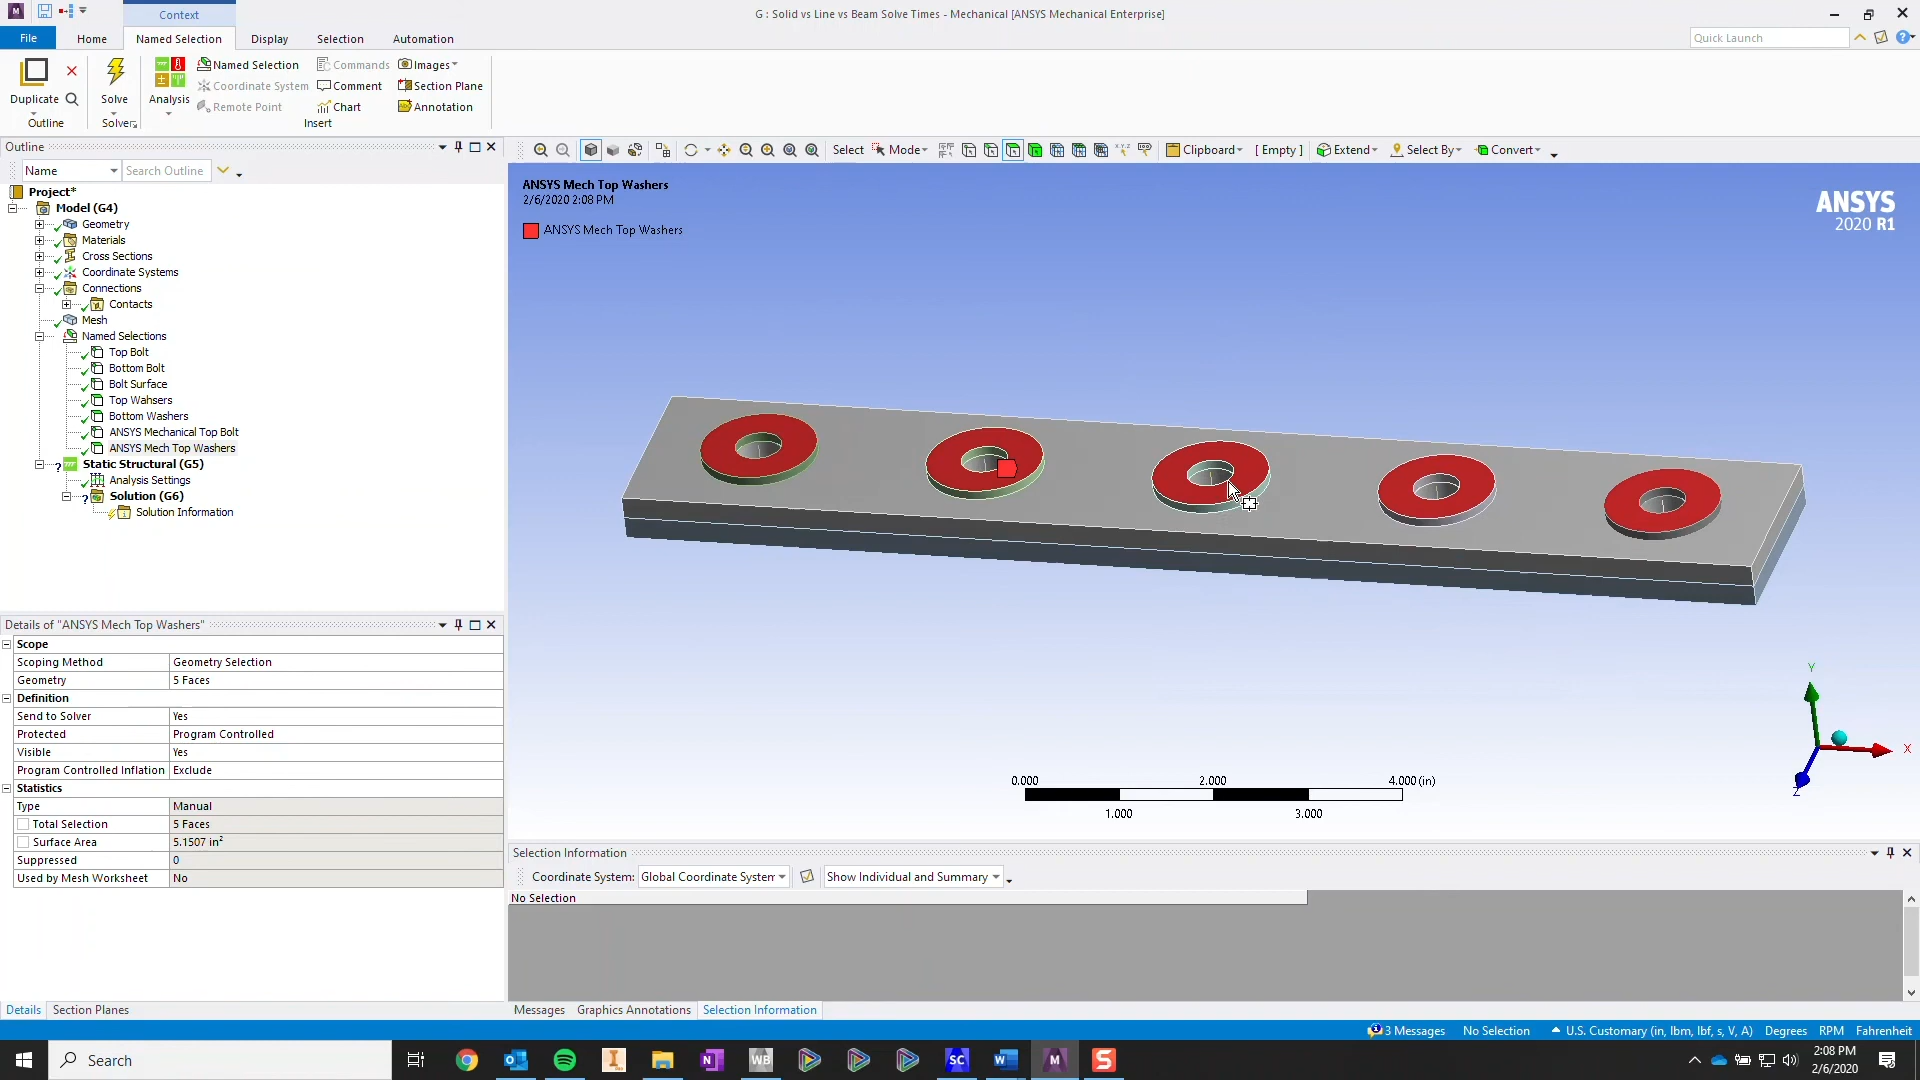 Context
G : Solid vs Line vs Beam Solve Times - Mechanical [ANSYS Mechanical Enterprise]
File Home Named Selection Display Selection Automation
Quick Launch
Duplicate Solve Analysis
Named Selection Commands Images
Coordinate System Comment Section Plane
Remote Point Chart Annotation
Outline Solver Insert
Outline
Name Search Outline
Select Mode Clipboard [ Empty ] Extend Select By Convert
Project*
Model (G4)
Geometry
Materials
Cross Sections
Coordinate Systems
Connections
Contacts
Mesh
Named Selections
Top Bolt
Bottom Bolt
Bolt Surface
Top Wahsers
Bottom Washers
ANSYS Mechanical Top Bolt
ANSYS Mech Top Washers
Static Structural (G5)
Analysis Settings
Solution (G6)
Solution Information
ANSYS Mech Top Washers
2/6/2020 2:08 PM
ANSYS Mech Top Washers
ANSYS
2020 R1
Y
X
Z
0.000 2.000 4.000 (in)
1.000 3.000
Details of "ANSYS Mech Top Washers"
Scope
Scoping Method Geometry Selection
Geometry 5 Faces
Definition
Send to Solver Yes
Protected Program Controlled
Visible Yes
Program Controlled Inflation Exclude
Statistics
Type Manual
Total Selection 5 Faces
Surface Area 5.1507 in²
Suppressed 0
Used by Mesh Worksheet No
Selection Information
Coordinate System: Global Coordinate System Show Individual and Summary
No Selection
Details Section Planes
Messages Graphics Annotations Selection Information
3 Messages No Selection U.S. Customary (in, lbm, lbf, s, V, A) Degrees RPM Fahrenheit
Search
WB
SC
2:08 PM
2/6/2020